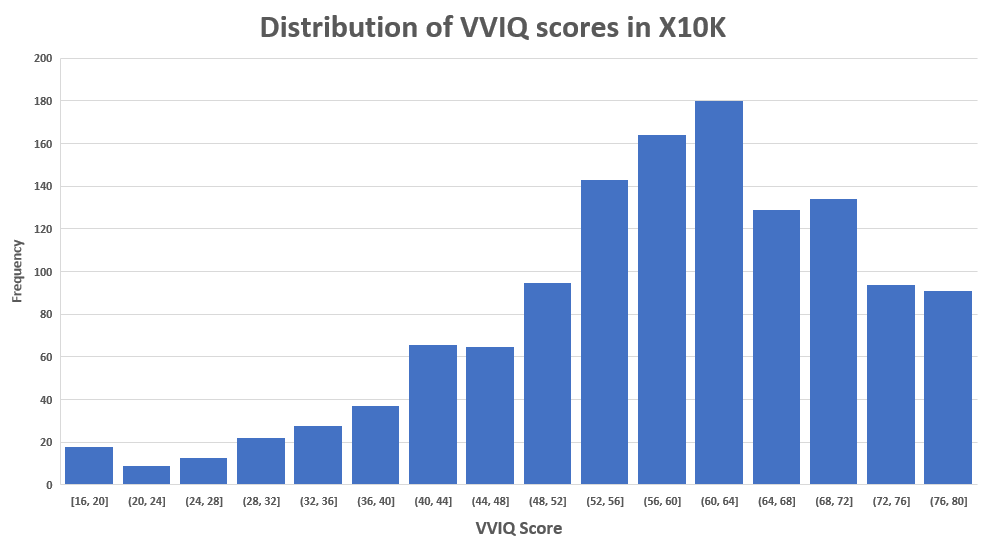 Distribution of VVIQ scores in X10K
200
180
160
140
120
100
80
60
40
20
0
Frequency
[16, 20] (20, 24] (24, 28] (28, 32] (32, 36] (36, 40] (40, 44] (44, 48] (48, 52] (52, 56] (56, 60] (60, 64] (64, 68] (68, 72] (72, 76] (76, 80]
VVIQ Score